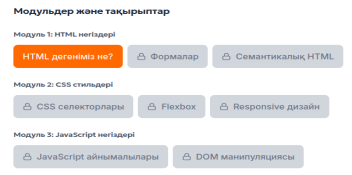 Модульдер және тақырыптар
Модуль 1: HTML негіздері
HTML дегеніміз не? Формалар Семантикалық HTML
Модуль 2: CSS стильдері
CSS селекторлары Flexbox Responsive дизайн
Модуль 3: JavaScript негіздері
JavaScript айнымалылары DOM манипуляциясы